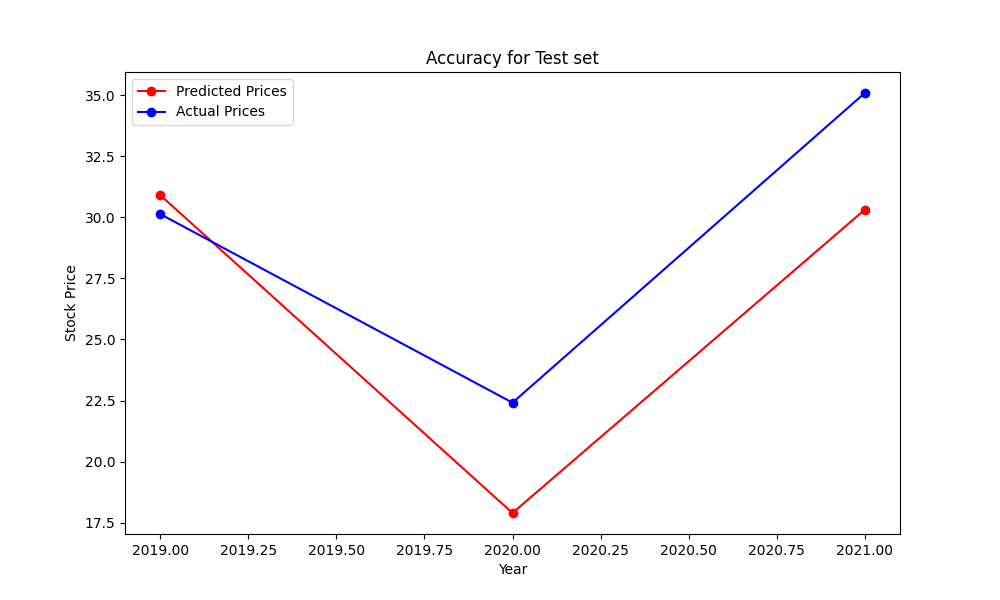 Accuracy for Test set
Predicted Prices
Actual Prices
35.0
32.5
30.0
27.5
25.0
22.5
20.0
17.5
Stock Price
2019.00 2019.25 2019.50 2019.75 2020.00 2020.25 2020.50 2020.75 2021.00
Year